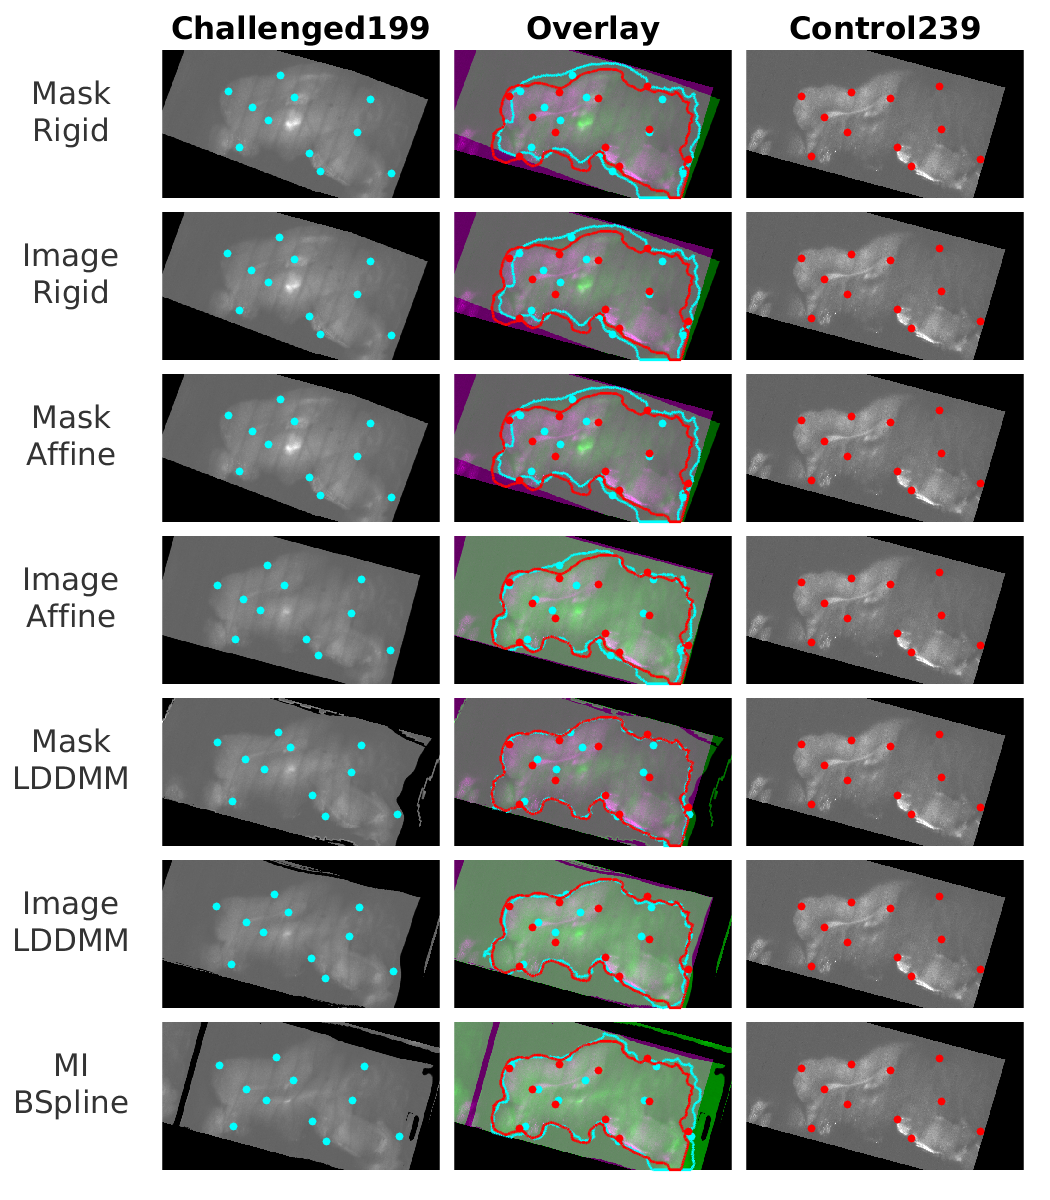 Challenged199 Overlay Control239
Mask
Rigid
Image
Rigid
Mask
Affine
Image
Affine
Mask
LDDMM
Image
LDDMM
MI
BSpline